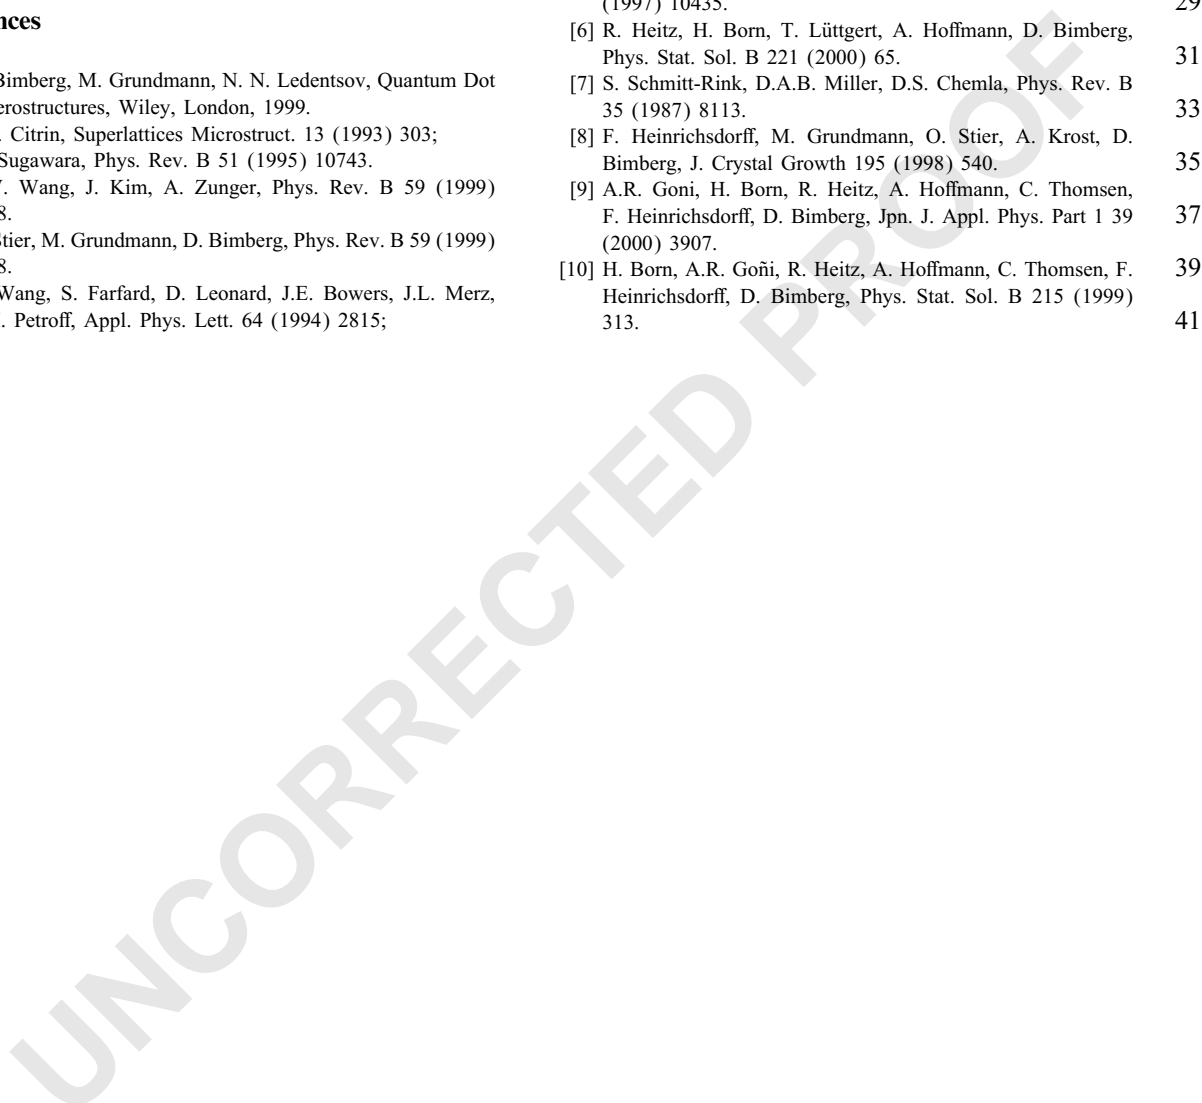 nces
Bimberg, M. Grundmann, N. N. Ledentsov, Quantum Dot
erostructures, Wiley, London, 1999.
. Citrin, Superlattices Microstruct. 13 (1993) 303;
Sugawara, Phys. Rev. B 51 (1995) 10743.
. Wang, J. Kim, A. Zunger, Phys. Rev. B 59 (1999)
8.
Stier, M. Grundmann, D. Bimberg, Phys. Rev. B 59 (1999)
8.
Wang, S. Farfard, D. Leonard, J.E. Bowers, J.L. Merz,
. Petroff, Appl. Phys. Lett. 64 (1994) 2815;
(1997) 10435. 29
[6] R. Heitz, H. Born, T. Lüttgert, A. Hoffmann, D. Bimberg,
Phys. Stat. Sol. B 221 (2000) 65. 31
[7] S. Schmitt-Rink, D.A.B. Miller, D.S. Chemla, Phys. Rev. B
35 (1987) 8113. 33
[8] F. Heinrichsdorff, M. Grundmann, O. Stier, A. Krost, D.
Bimberg, J. Crystal Growth 195 (1998) 540. 35
[9] A.R. Goni, H. Born, R. Heitz, A. Hoffmann, C. Thomsen,
F. Heinrichsdorff, D. Bimberg, Jpn. J. Appl. Phys. Part 1 39 37
(2000) 3907.
[10] H. Born, A.R. Goñi, R. Heitz, A. Hoffmann, C. Thomsen, F. 39
Heinrichsdorff, D. Bimberg, Phys. Stat. Sol. B 215 (1999)
313. 41
UNCORRECTED PROOF